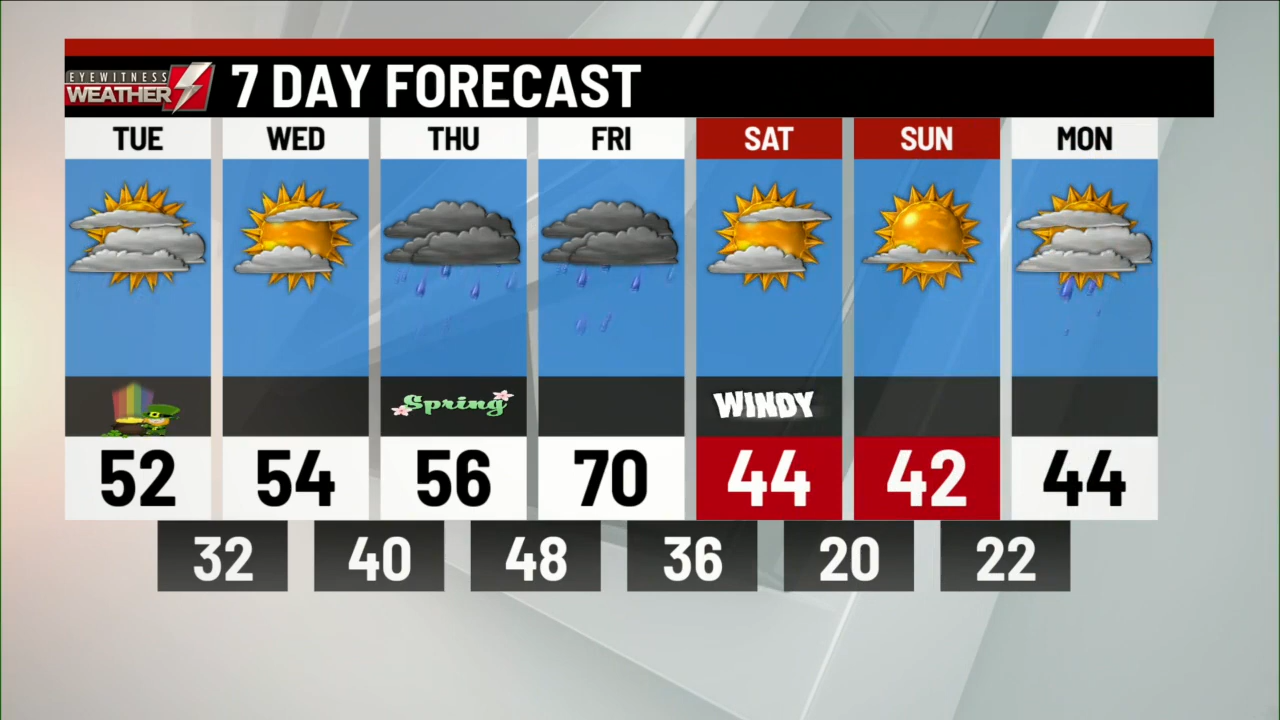 EYEWITNESS
WEATHER
7 DAY FORECAST
TUE WED THU FRI SAT SUN MON
Spring WINDY
52 54 56 70 44 42 44
32 40 48 36 20 22